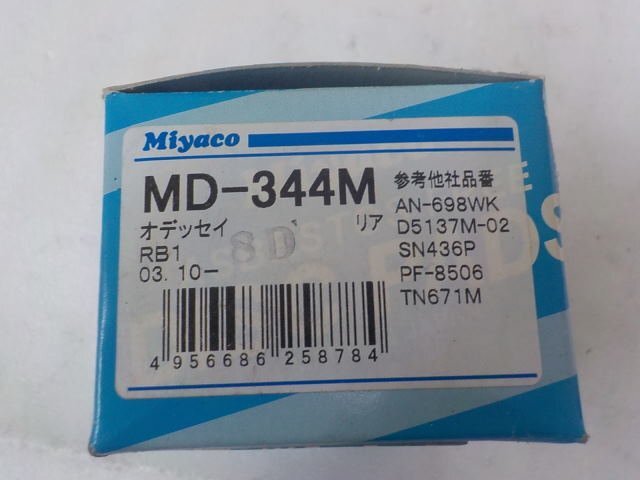 Miyaco
MD-344M
オデッセイ リア
RB1
03.10-
8D
参考他社品番
AN-698WK
D5137M-02
SN436P
PF-8506
TN671M
4 956686 258784